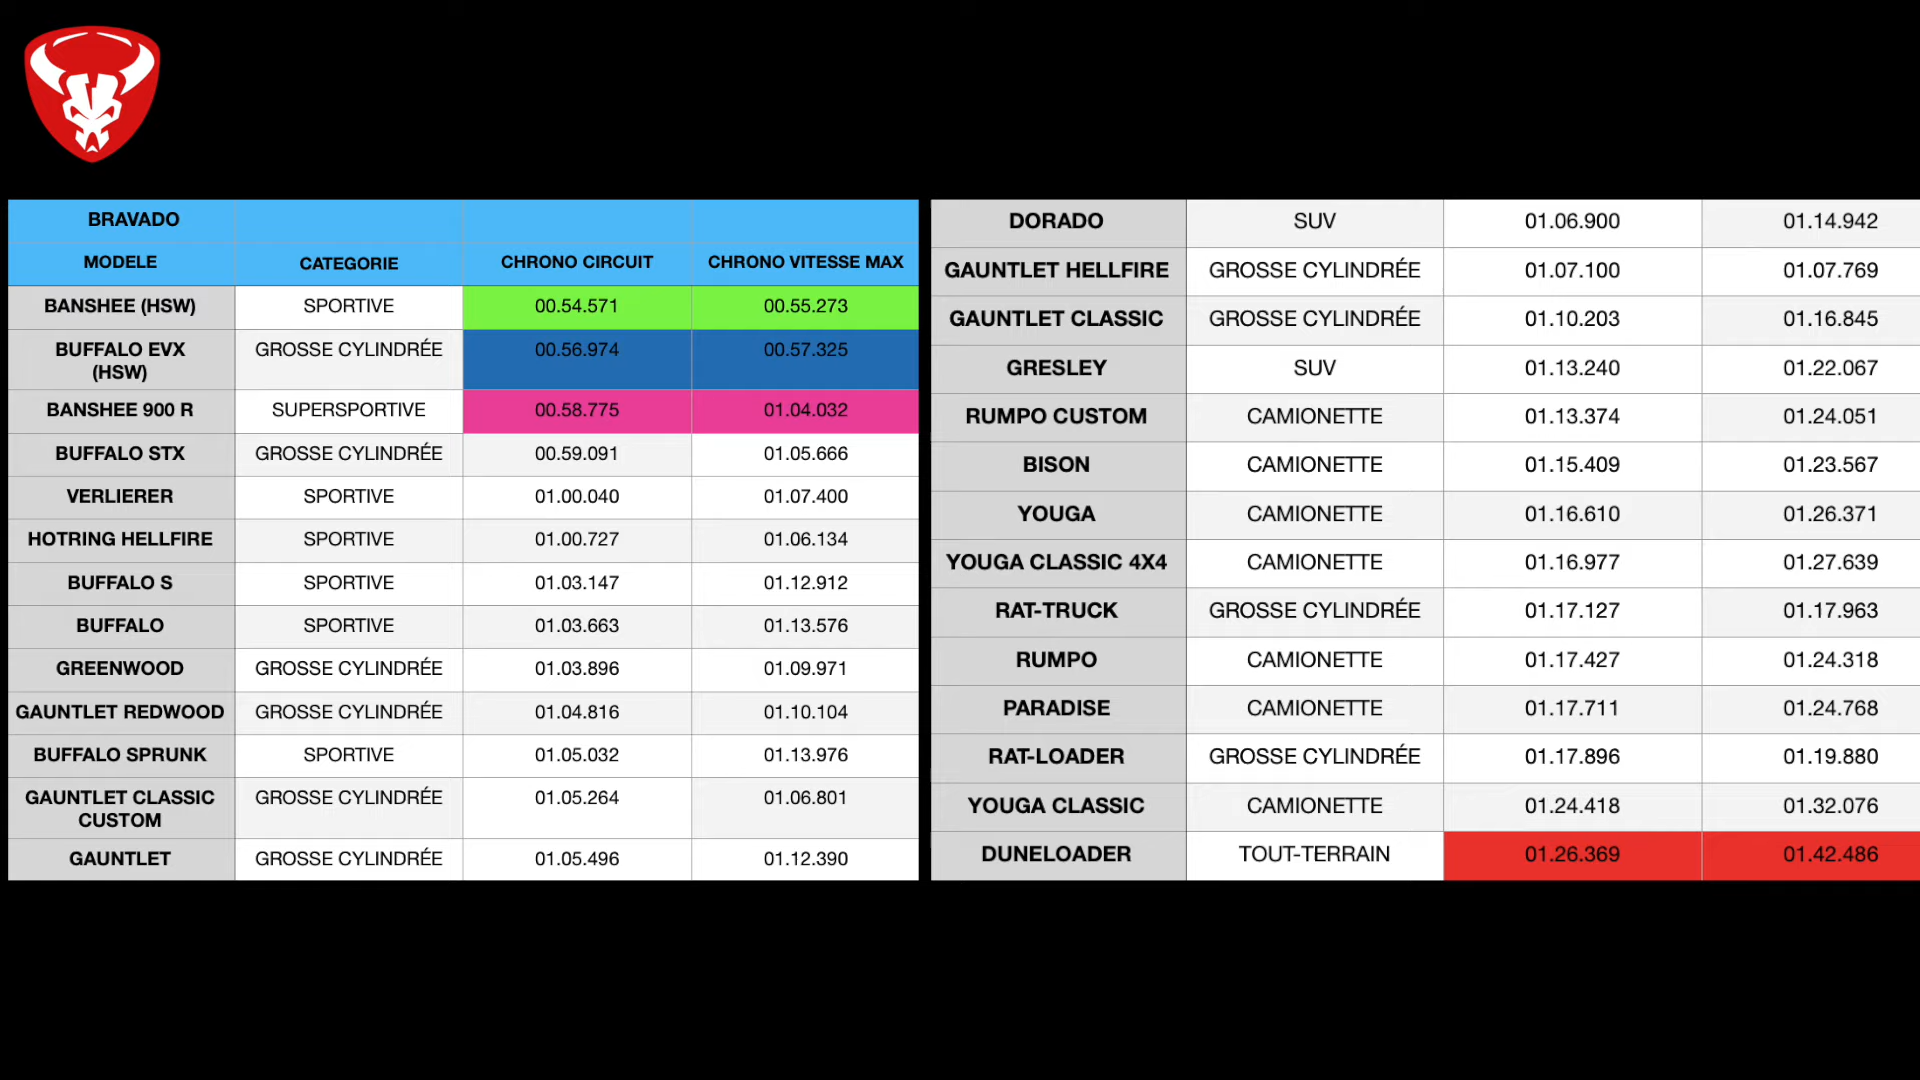 BRAVADO
MODELE CATEGORIE CHRONO CIRCUIT CHRONO VITESSE MAX
BANSHEE (HSW) SPORTIVE 00.54.571 00.55.273
BUFFALO EVX GROSSE CYLINDRÉE 00.56.974 00.57.325
(HSW)
BANSHEE 900 R SUPERSPORTIVE 00.58.775 01.04.032
BUFFALO STX GROSSE CYLINDRÉE 00.59.091 01.05.666
VERLIERER SPORTIVE 01.00.040 01.07.400
HOTRING HELLFIRE SPORTIVE 01.00.727 01.06.134
BUFFALO S SPORTIVE 01.03.147 01.12.912
BUFFALO SPORTIVE 01.03.663 01.13.576
GREENWOOD GROSSE CYLINDRÉE 01.03.896 01.09.971
GAUNTLET REDWOOD GROSSE CYLINDRÉE 01.04.816 01.10.104
BUFFALO SPRUNK SPORTIVE 01.05.032 01.13.976
GAUNTLET CLASSIC GROSSE CYLINDRÉE 01.05.264 01.06.801
CUSTOM
GAUNTLET GROSSE CYLINDRÉE 01.05.496 01.12.390
DORADO SUV 01.06.900 01.14.942
GAUNTLET HELLFIRE GROSSE CYLINDRÉE 01.07.100 01.07.769
GAUNTLET CLASSIC GROSSE CYLINDRÉE 01.10.203 01.16.845
GRESLEY SUV 01.13.240 01.22.067
RUMPO CUSTOM CAMIONETTE 01.13.374 01.24.051
BISON CAMIONETTE 01.15.409 01.23.567
YOUGA CAMIONETTE 01.16.610 01.26.371
YOUGA CLASSIC 4X4 CAMIONETTE 01.16.977 01.27.639
RAT-TRUCK GROSSE CYLINDRÉE 01.17.127 01.17.963
RUMPO CAMIONETTE 01.17.427 01.24.318
PARADISE CAMIONETTE 01.17.711 01.24.768
RAT-LOADER GROSSE CYLINDRÉE 01.17.896 01.19.880
YOUGA CLASSIC CAMIONETTE 01.24.418 01.32.076
DUNELOADER TOUT-TERRAIN 01.26.369 01.42.486